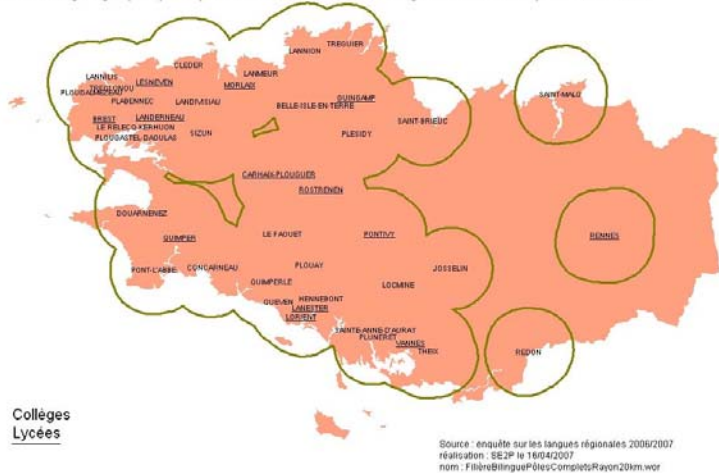 TREGUIER
LANNION
CLEDER
LANMEUR
LANNILIS
TREGLONOU
LESNEVEN
MORLAIX
PLOUDALMEZEAU
PLABENNEC
LANDIVISIAU
GUINGAMP
BELLE-ISLE-EN-TERRE
SAINT-MALO
BREST
LANDERNEAU
LE RELECQ-KERHUON
PLOUGASTEL-DAOULAS
SIZUN
PLESIDY
SAINT-BRIEUC
CARHAIX-PLOUGUER
ROSTRENEN
DOUARNENEZ
QUIMPER
LE FAOUET
PONTIVY
RENNES
PONT-L'ABBE
CONCARNEAU
PLOUAY
JOSSELIN
QUIMPERLE
LOCMINE
GUEVEN
HENNEBONT
LANESTER
LORIENT
SAINTE-ANNE-D'AURAY
PLUNERET
VANNES
THEIX
REDON
Collèges
Lycées
Source : enquête sur les langues régionales 2006/2007
réalisation : SE2P le 16/04/2007
nom : FilièreBilinguePôlesCompletsRayon20km.wor